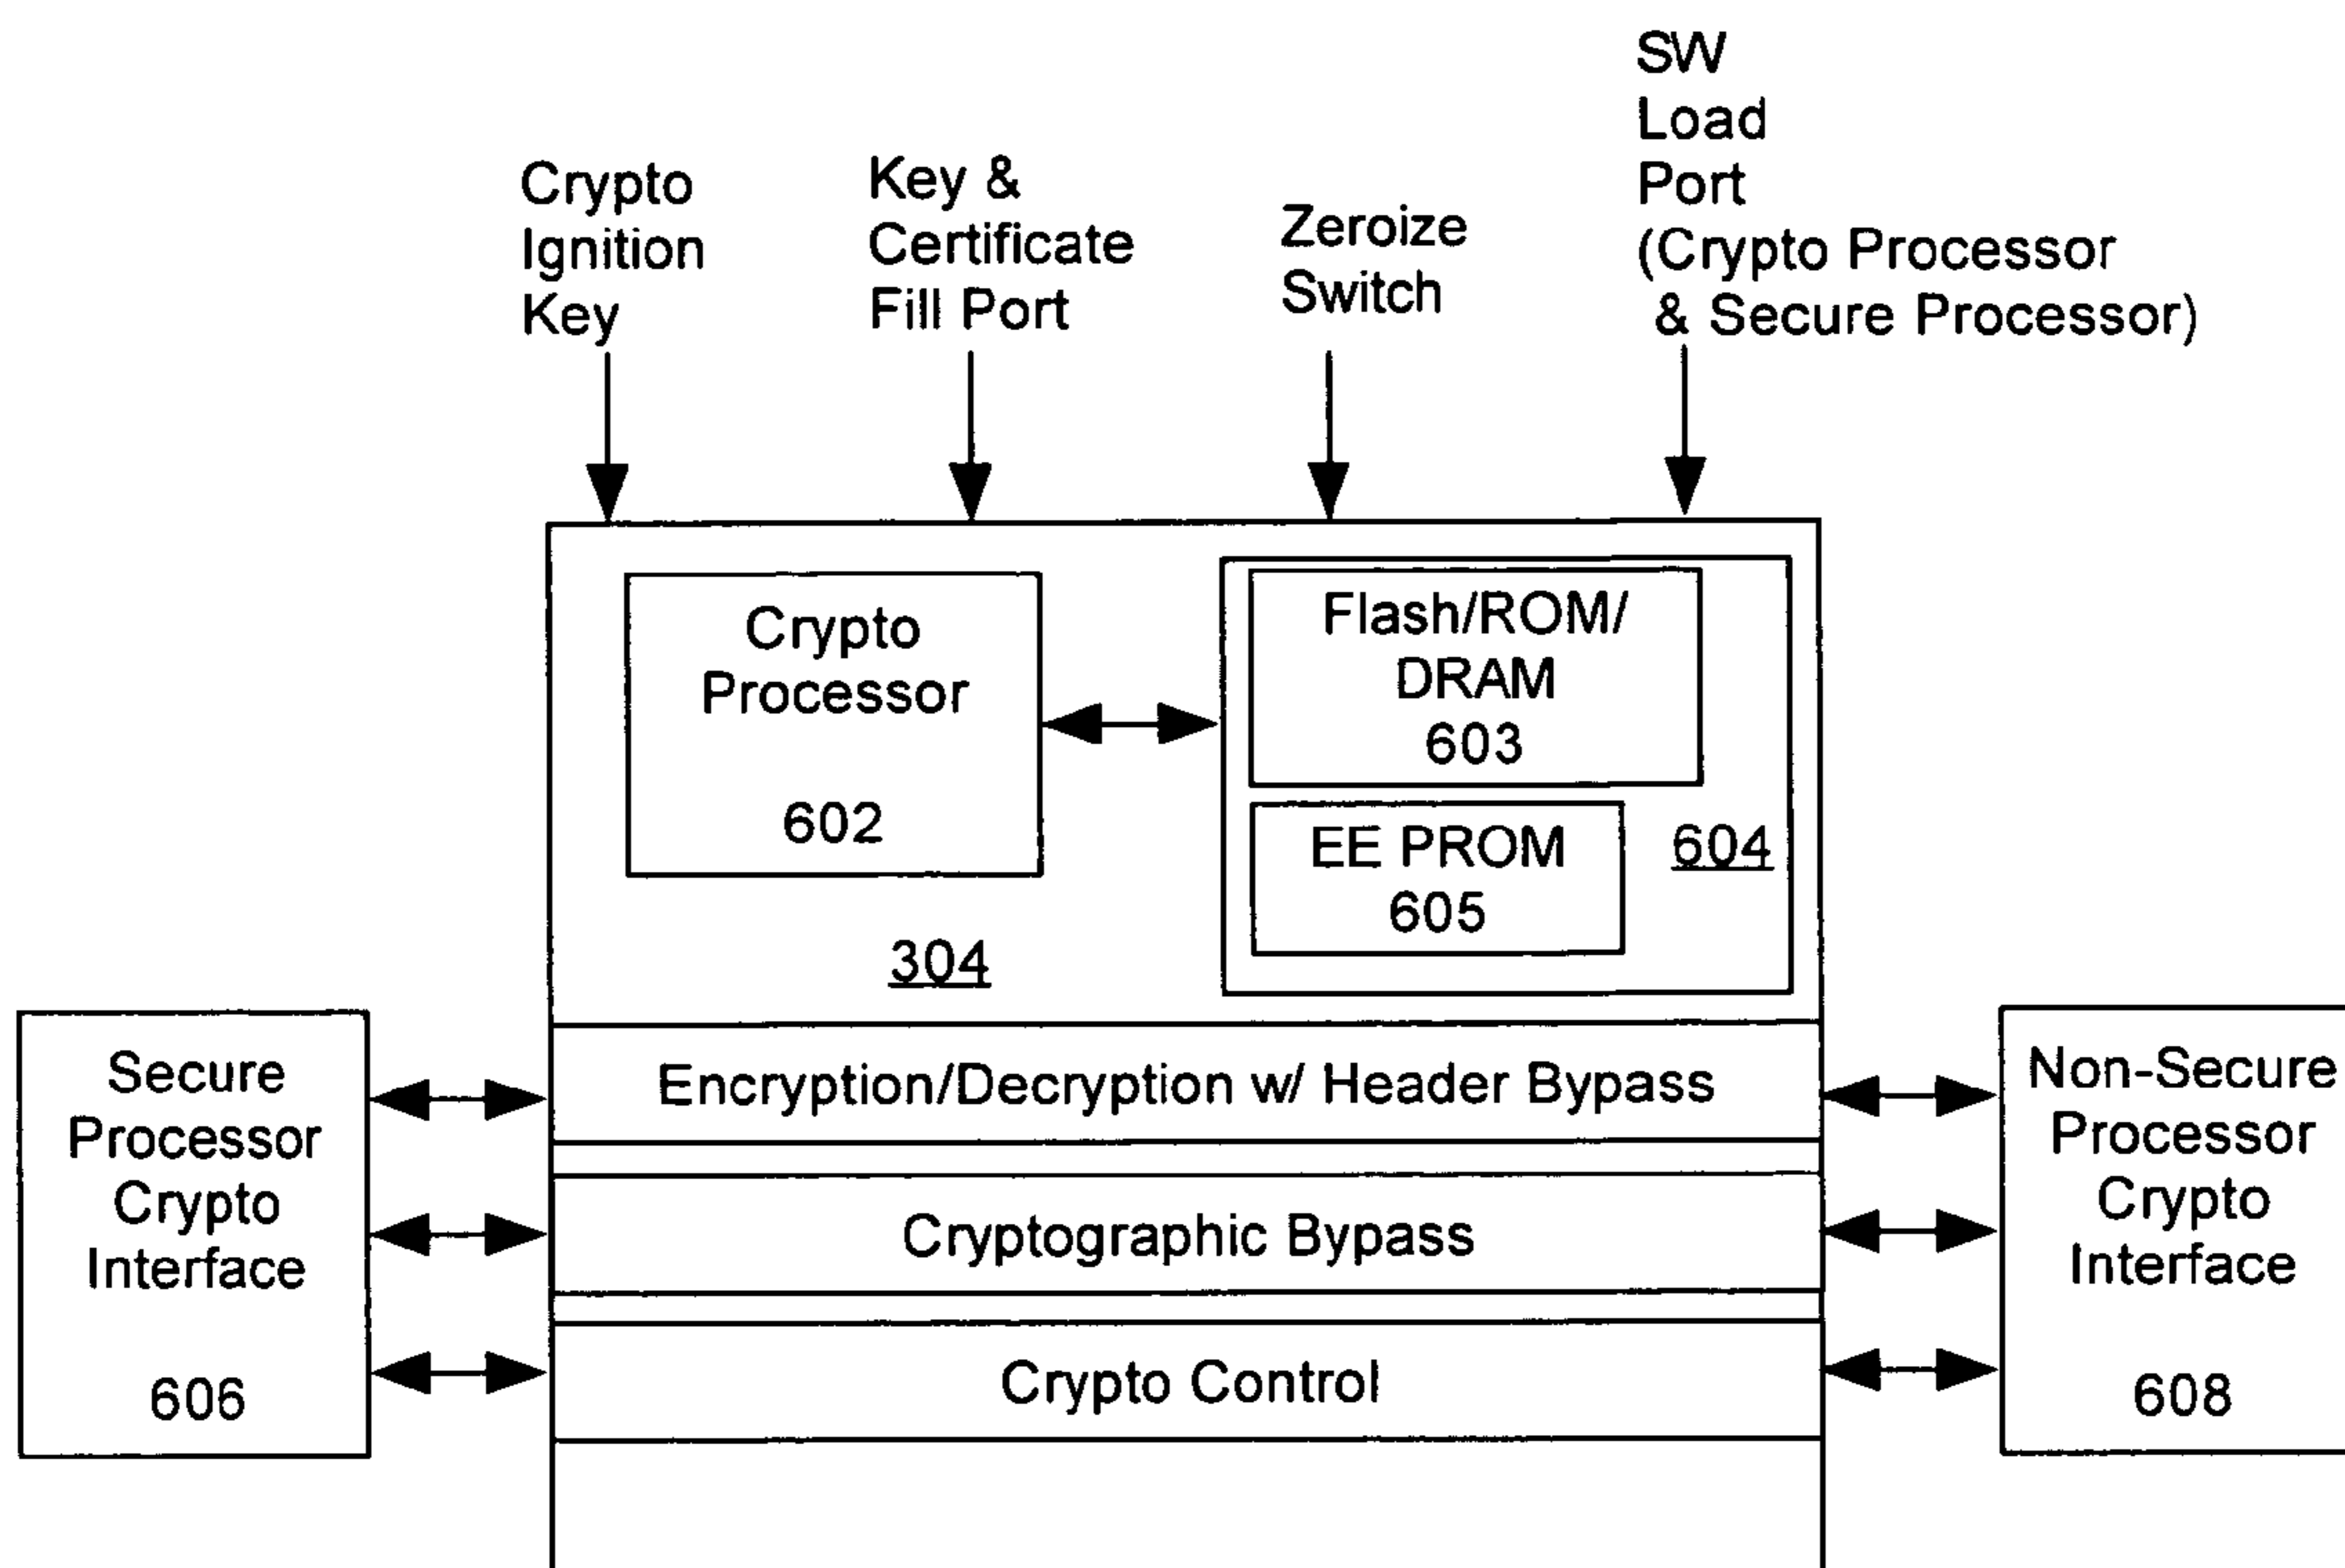 Crypto
Ignition
Key
Key &
Certificate
Fill Port
Zeroize
Switch
SW
Load
Port
(Crypto Processor
& Secure Processor)
Crypto
Processor
602
Flash/ROM/
DRAM
603
EE PROM
605
604
304
Secure
Processor
Crypto
Interface
606
Encryption/Decryption w/ Header Bypass
Cryptographic Bypass
Crypto Control
Non-Secure
Processor
Crypto
Interface
608